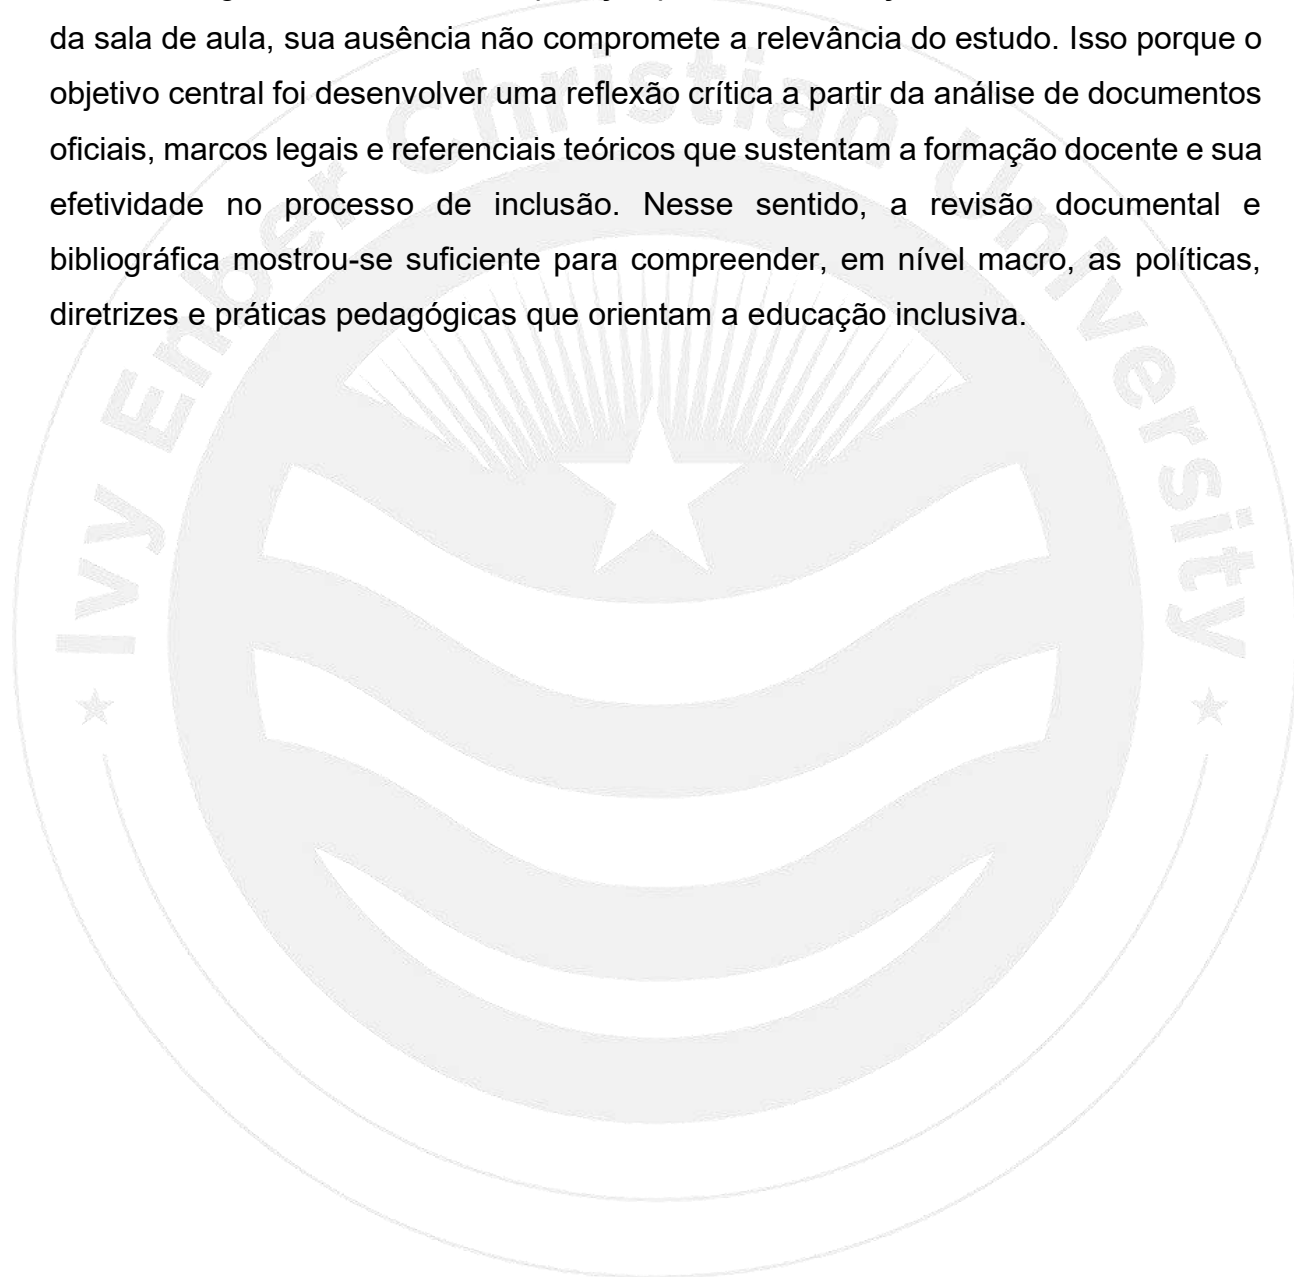 da sala de aula, sua ausência não compromete a relevância do estudo. Isso porque o
objetivo central foi desenvolver uma reflexão crítica a partir da análise de documentos
oficiais, marcos legais e referenciais teóricos que sustentam a formação docente e sua
efetividade no processo de inclusão. Nesse sentido, a revisão documental e
bibliográfica mostrou-se suficiente para compreender, em nível macro, as políticas,
diretrizes e práticas pedagógicas que orientam a educação inclusiva.
Ivy Enber Christian University